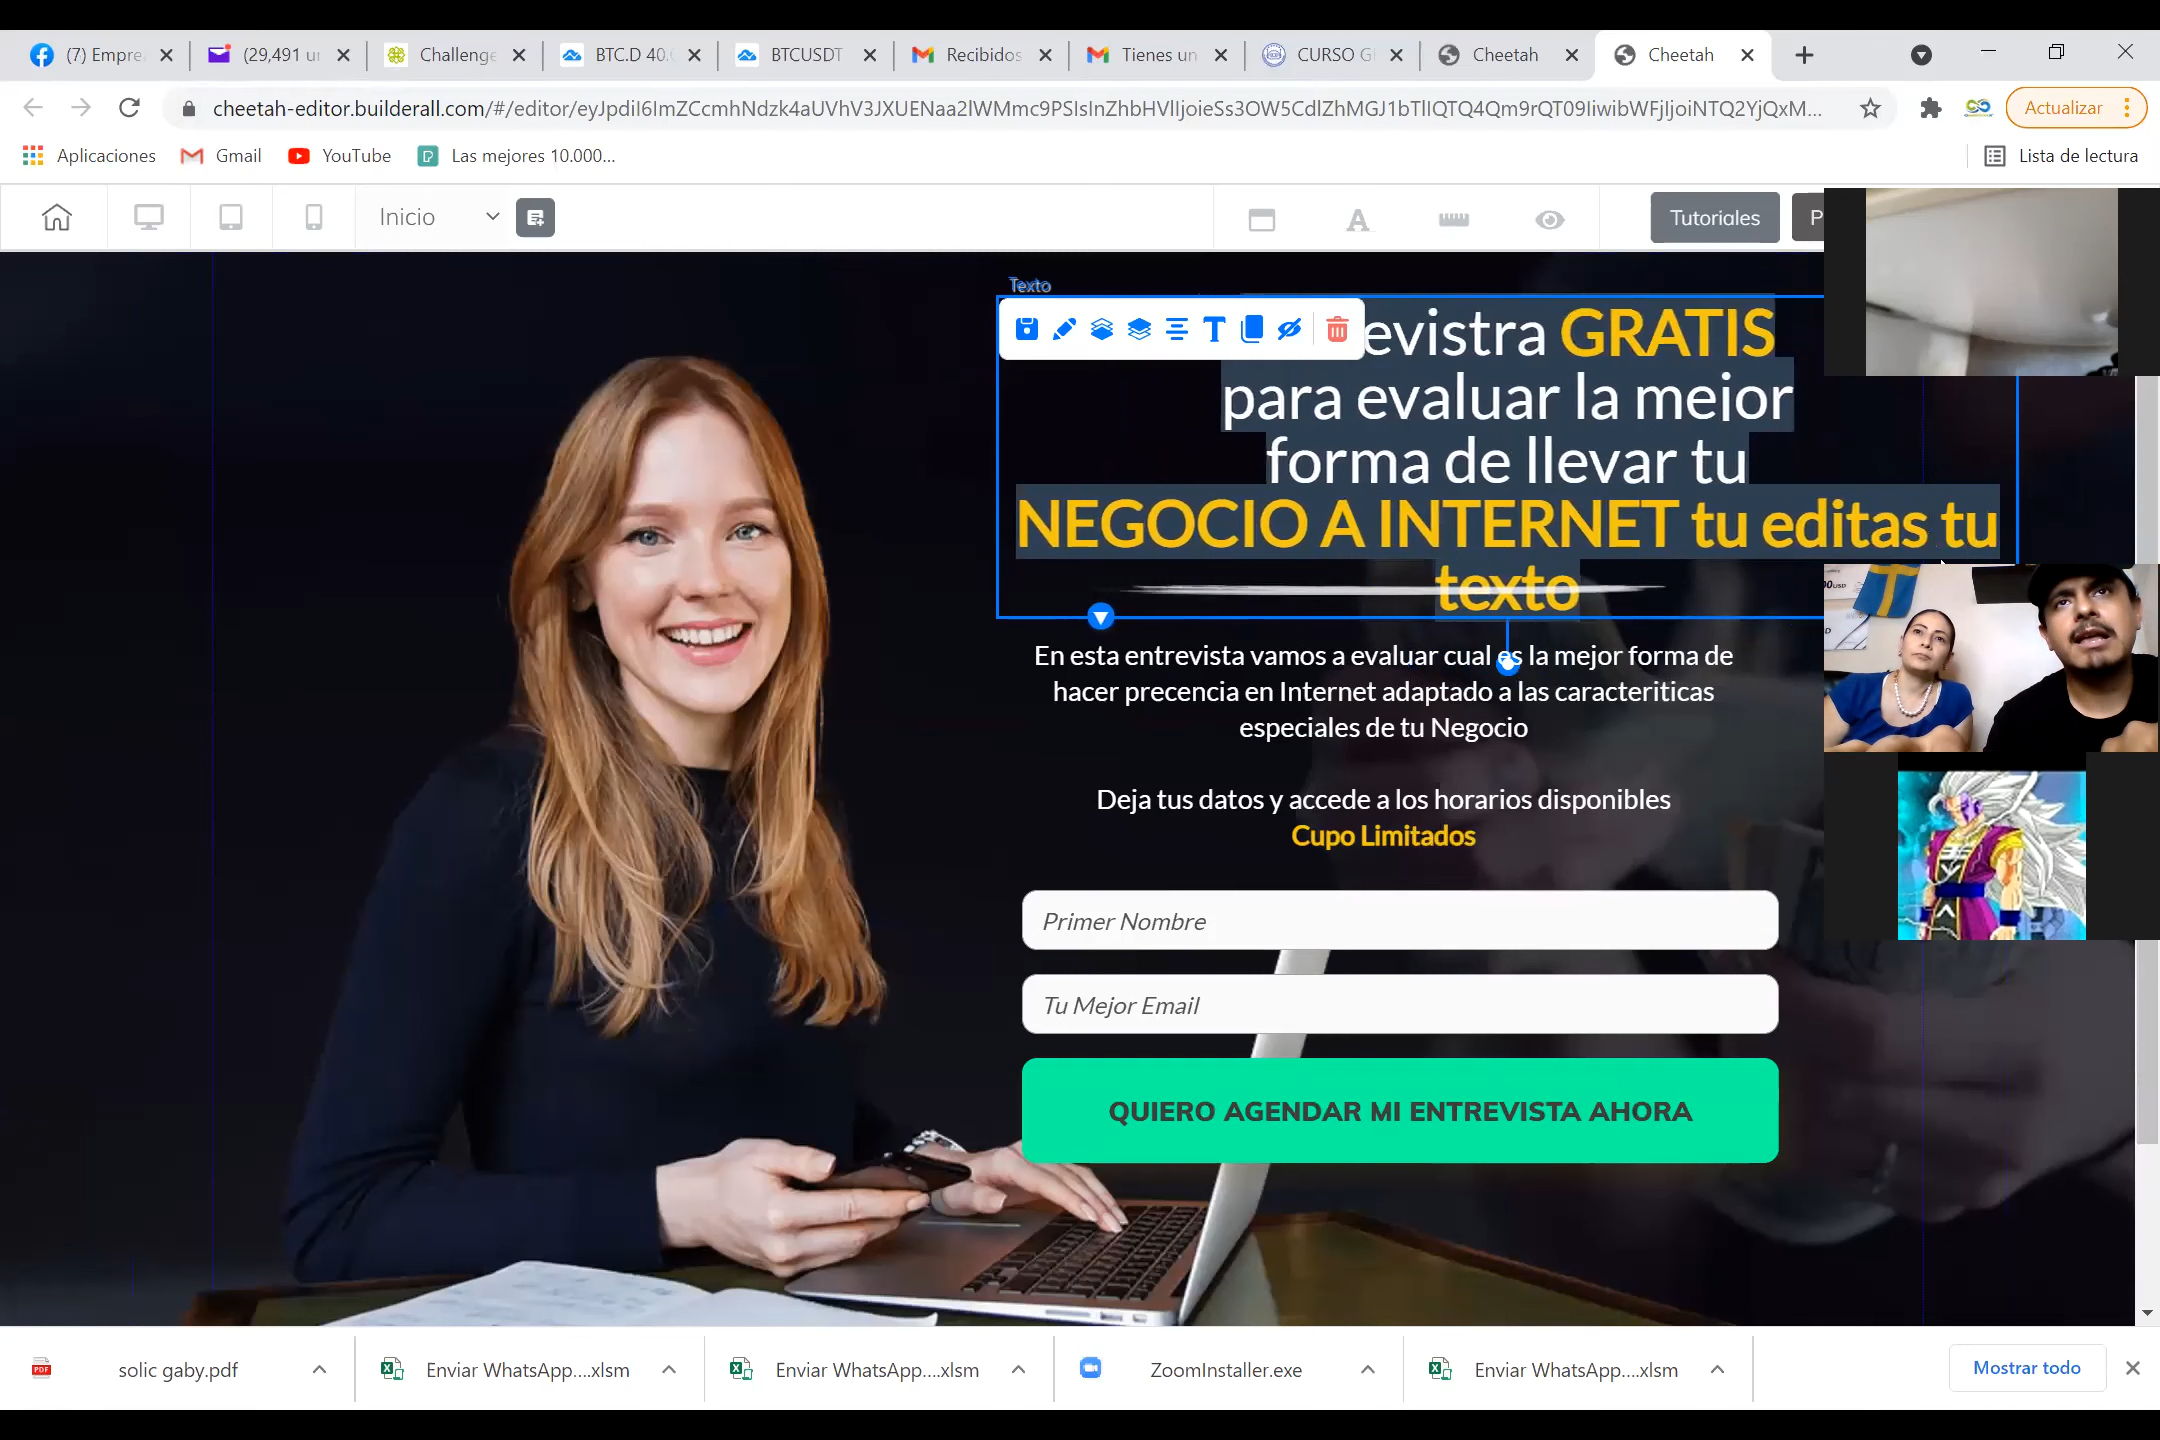 (7) Empre
(29,491 u
Challenge
BTC.D 40.
BTCUSDT
Recibidos
Tienes un
CURSO G
Cheetah
Cheetah
cheetah-editor.builderall.com/#/editor/
Actualizar
Aplicaciones
Gmail
YouTube
Las mejores 10.000...
Lista de lectura
Inicio
Tutoriales
P
Texto
evistra GRATIS
para evaluar la mejor
forma de llevar tu
NEGOCIO A INTERNET tu editas tu
texto
En esta entrevista vamos a evaluar cual es la mejor forma de
hacer precencia en Internet adaptado a las caracteriticas
especiales de tu Negocio
Deja tus datos y accede a los horarios disponibles
Cupo Limitados
Primer Nombre
Tu Mejor Email
QUIERO AGENDAR MI ENTREVISTA AHORA
solic gaby.pdf
Enviar WhatsApp....xlsm
Enviar WhatsApp....xlsm
ZoomInstaller.exe
Enviar WhatsApp....xlsm
Mostrar todo